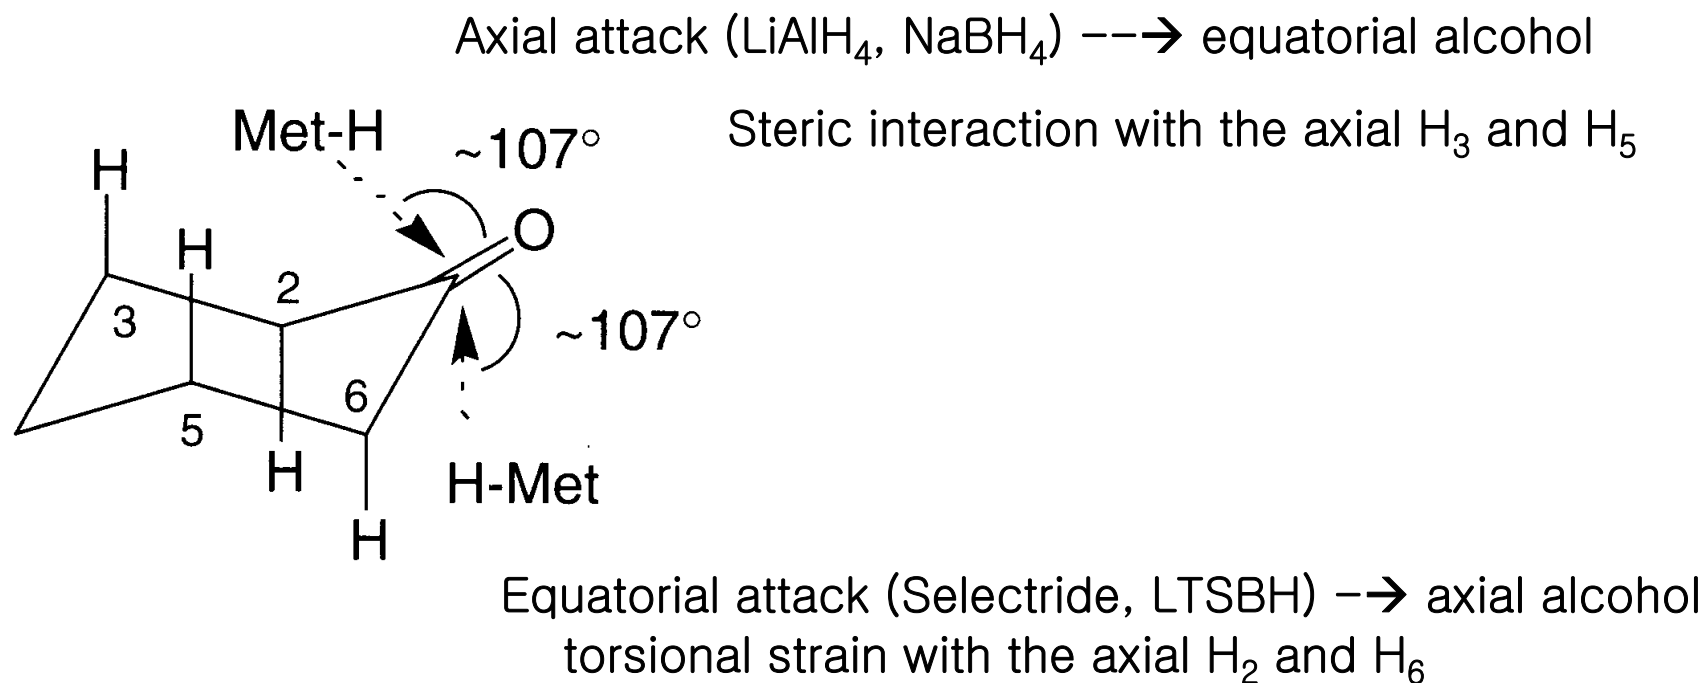 Axial attack (LiAlH₄, NaBH₄) --→ equatorial alcohol
Met-H
~107°
Steric interaction with the axial H₃ and H₅
H
H
O
2
3
~107°
6
5
H
H-Met
H
Equatorial attack (Selectride, LTSBH) -→ axial alcohol
torsional strain with the axial H₂ and H₆